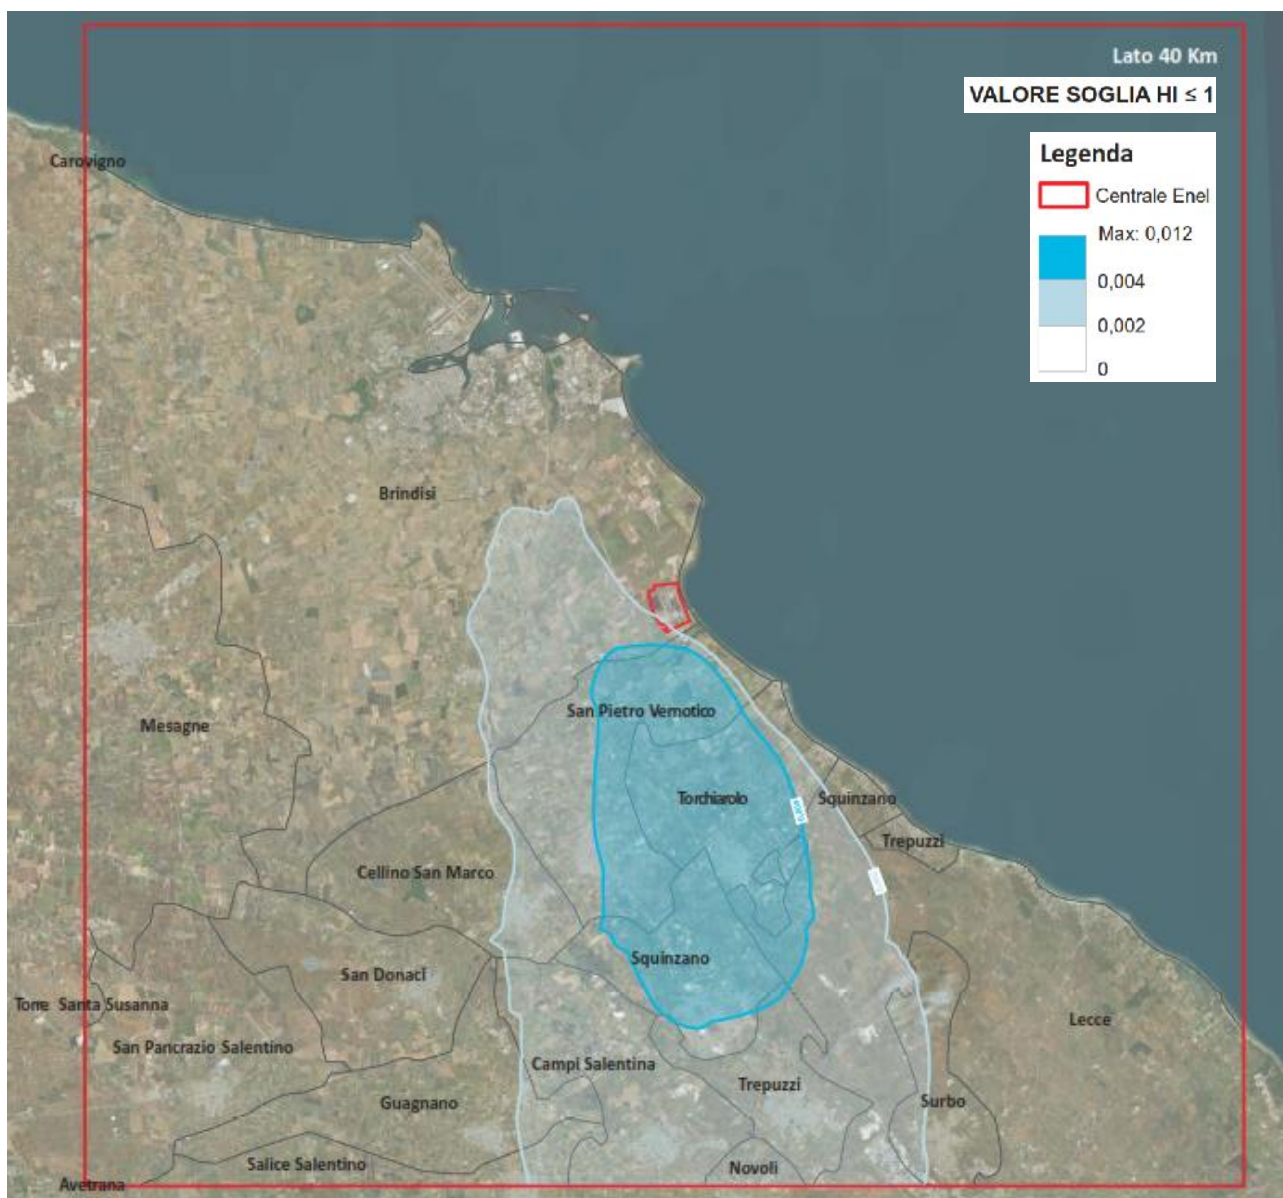 Lato 40 Km
VALORE SOGLIA HI ≤ 1
Legenda
Centrale Enel
Max: 0,012
0,004
0,002
0
Carovigno
Brindisi
Mesagne
San Pietro Vernotico
Torchiarolo
Squinzano
Trepuzzi
Cellino San Marco
Squinzano
San Donaci
Torre Santa Susanna
Lecce
San Pancrazio Salentino
Campi Salentina
Trepuzzi
Guagnano
Surbo
Salice Salentino
Novoli
Avetrana